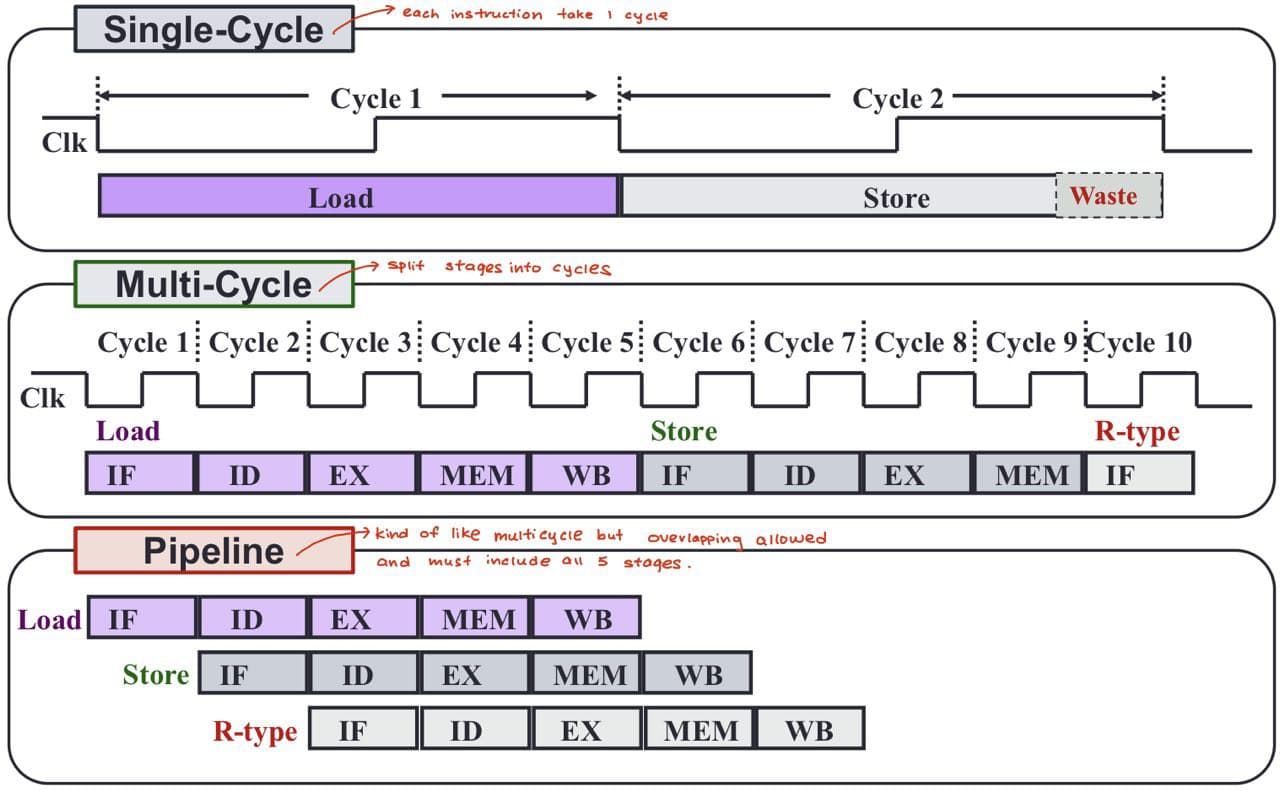 Single-Cycle
each instruction take 1 cycle
Cycle 1 Cycle 2
Clk
Load Store Waste
Multi-Cycle
split stages into cycles
Cycle 1 Cycle 2 Cycle 3 Cycle 4 Cycle 5 Cycle 6 Cycle 7 Cycle 8 Cycle 9 Cycle 10
Clk
Load Store R-type
IF ID EX MEM WB IF ID EX MEM IF
Pipeline
kind of like multicycle but overlapping allowed
and must include all 5 stages.
Load IF ID EX MEM WB
Store IF ID EX MEM WB
R-type IF ID EX MEM WB